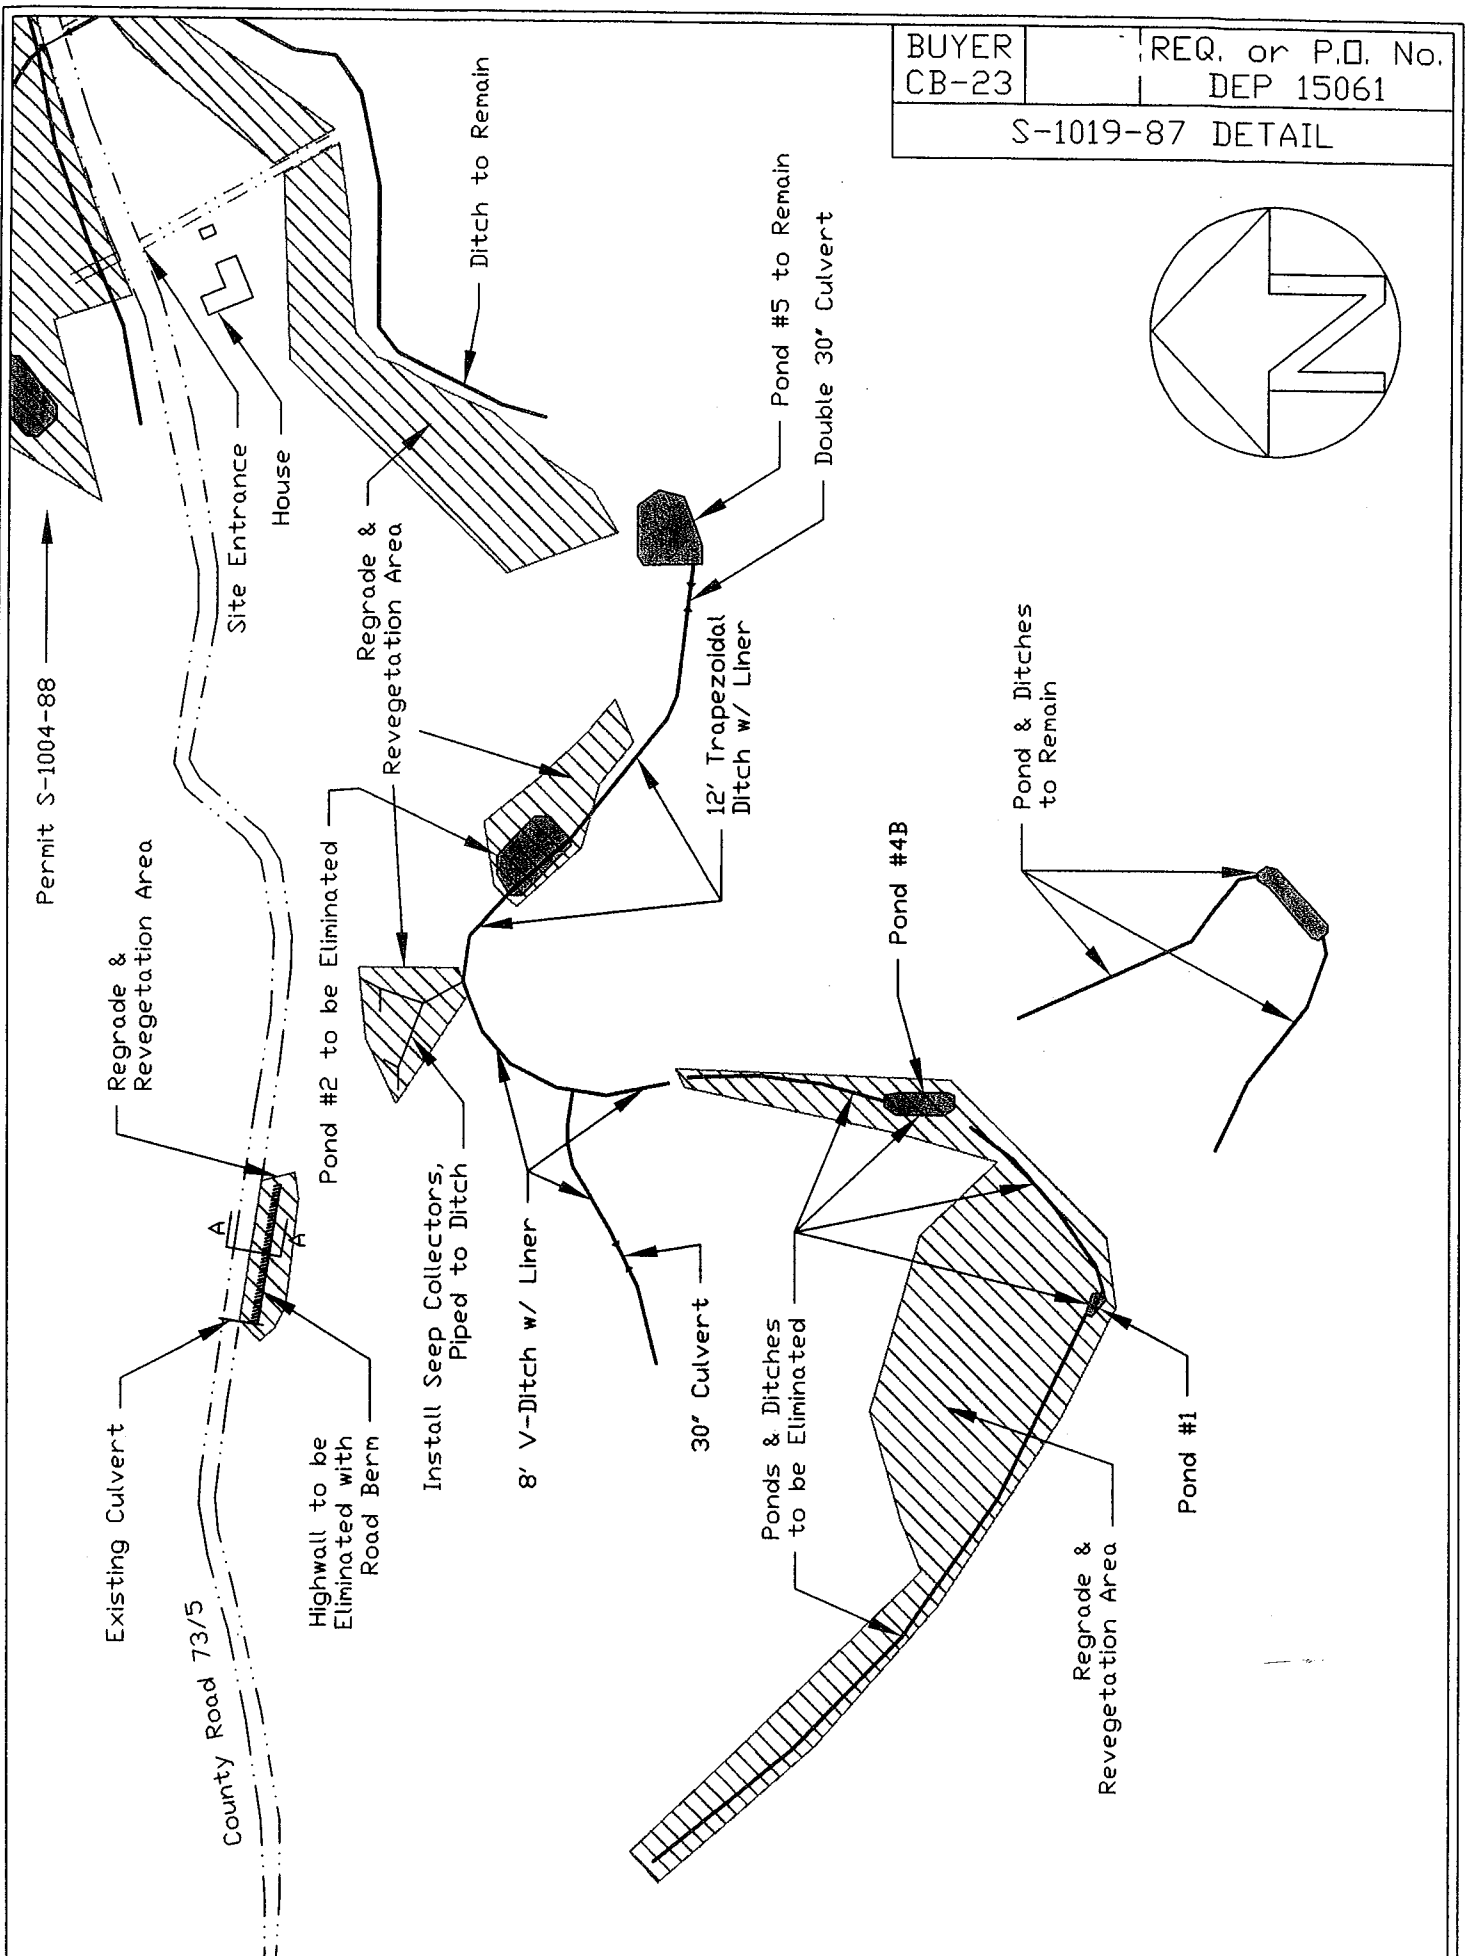 BUYER
CB-23
REQ. or P.O. No.
DEP 15061
S-1019-87 DETAIL
N
Ditch to Remain
Pond #5 to Remain
Double 30" Culvert
Site Entrance
House
Permit S-1004-88
Regrade &
Revegetation Area
12' Trapezoidal
Ditch w/ Liner
Pond & Ditches
to Remain
Regrade &
Revegetation Area
Pond #2 to be Eliminated
Pond #4B
A
A
Existing Culvert
Highwall to be
Eliminated with
Road Berm
Install Seep Collectors,
Piped to Ditch
8' V-Ditch w/ Liner
30" Culvert
Ponds & Ditches
to be Eliminated
Pond #1
Regrade &
Revegetation Area
County Road 73/5